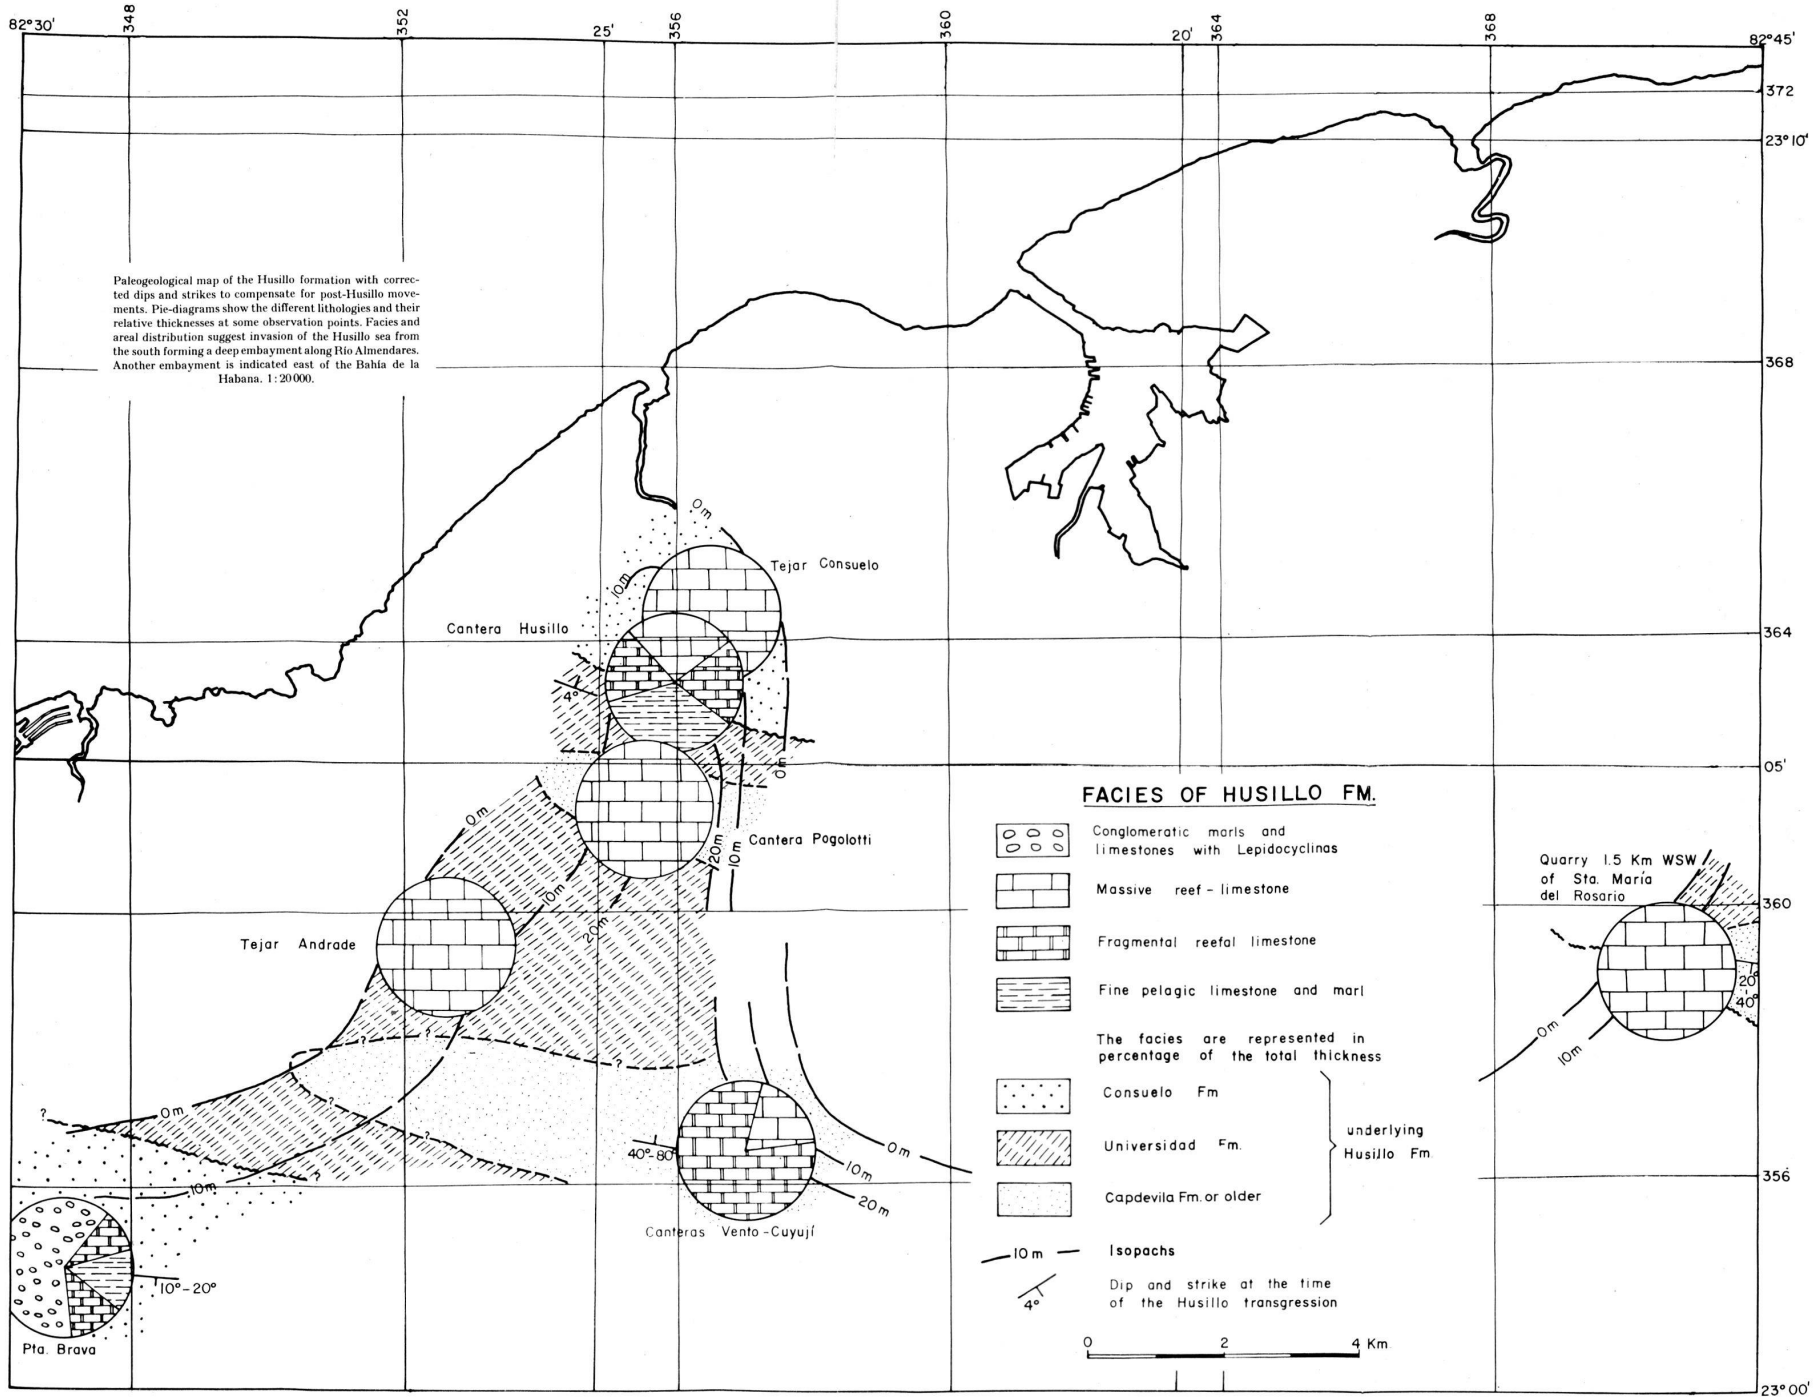 82°30'
348
352
25'
356
360
20'
364
368
82°45'
372
23°10'
Paleogeological map of the Husillo formation with correc-
ted dips and strikes to compensate for post-Husillo move-
ments. Pie-diagrams show the different lithologies and their
relative thicknesses at some observation points. Facies and
areal distribution suggest invasion of the Husillo sea from
the south forming a deep embayment along Río Almendares.
Another embayment is indicated east of the Bahía de la
Habana. 1:20000.
368
0m
Tejar Consuelo
10m
Cantera Husillo
364
4°
0m
05'
0m
20m
10m
Cantera Pogolotti
10m
20m
Tejar Andrade
FACIES OF HUSILLO FM.
Conglomeratic marls and
limestones with Lepidocyclinas
Massive reef-limestone
Fragmental reefal limestone
Fine pelagic limestone and marl
The facies are represented in
percentage of the total thickness
Consuelo Fm
Universidad Fm.
Capdevila Fm. or older
underlying
Husillo Fm
10m
Isopachs
4°
Dip and strike at the time
of the Husillo transgression
0 2 4 Km
Quarry 1.5 Km WSW
of Sta. María
del Rosario
360
20°
40°
0m
10m
?
?
?
0m
?
?
?
40°-80°
0m
10m
20m
356
10m
Canteras Vento-Cuyují
10°-20°
Pta. Brava
23°00'